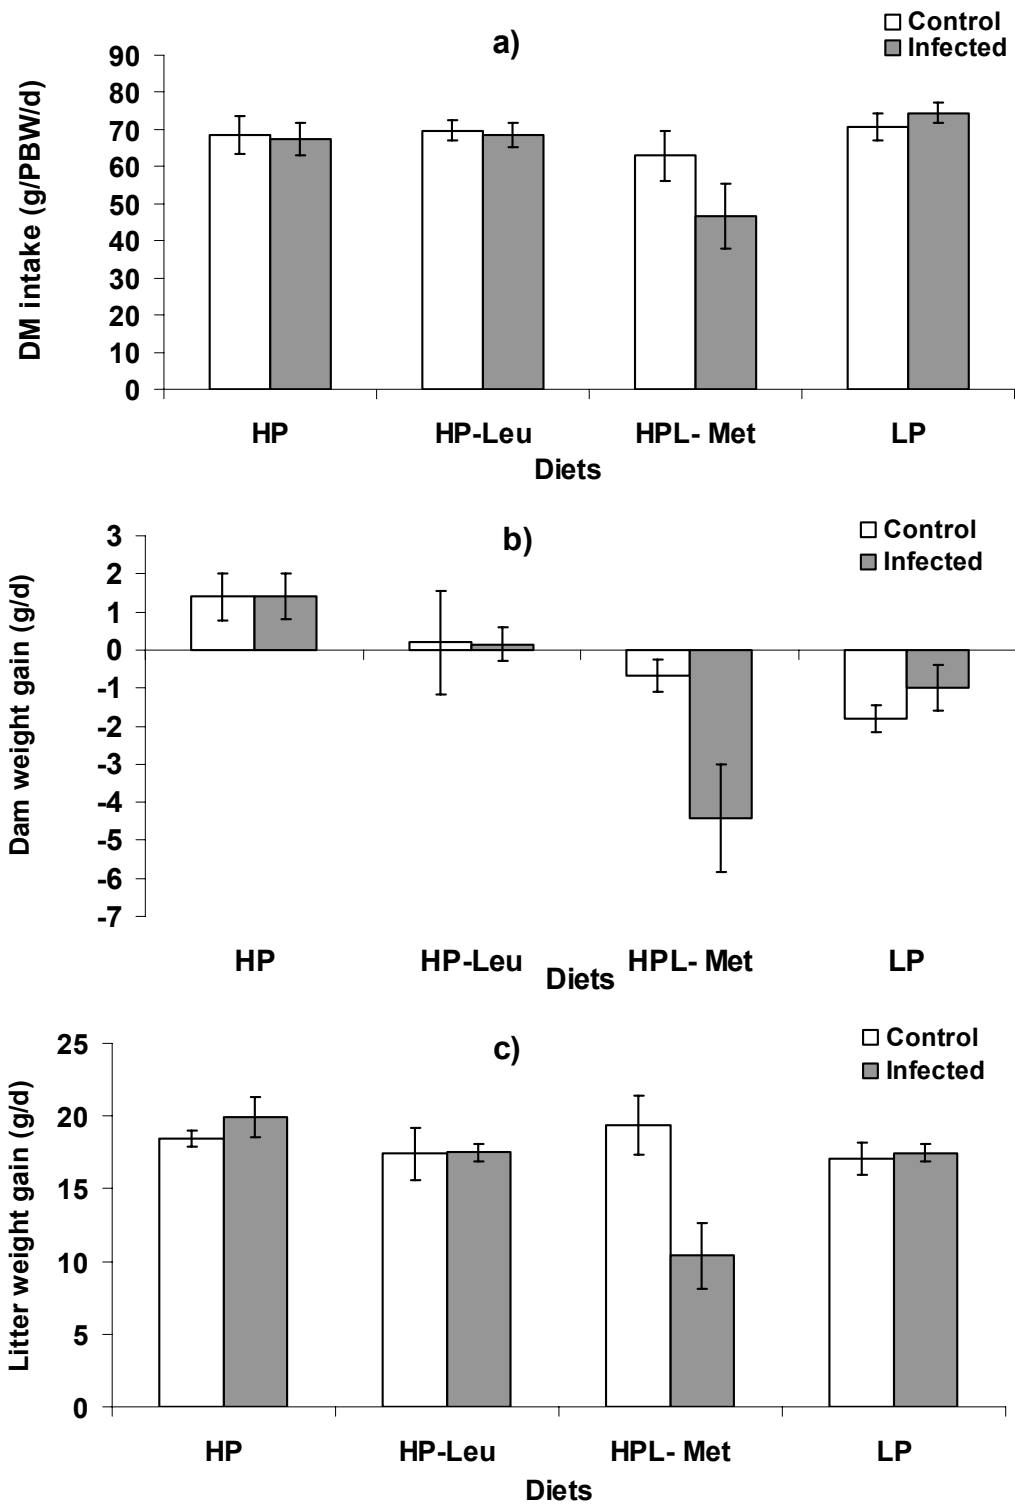 a)
Control
Infected
DM intake (g/PBW/d)
90
80
70
60
50
40
30
20
10
0
HP HP-Leu HPL- Met LP
Diets
b)
Control
Infected
Dam weight gain (g/d)
3
2
1
0
-1
-2
-3
-4
-5
-6
-7
HP HP-Leu HPL- Met LP
Diets
c)
Control
Infected
Litter weight gain (g/d)
25
20
15
10
5
0
HP HP-Leu HPL- Met LP
Diets